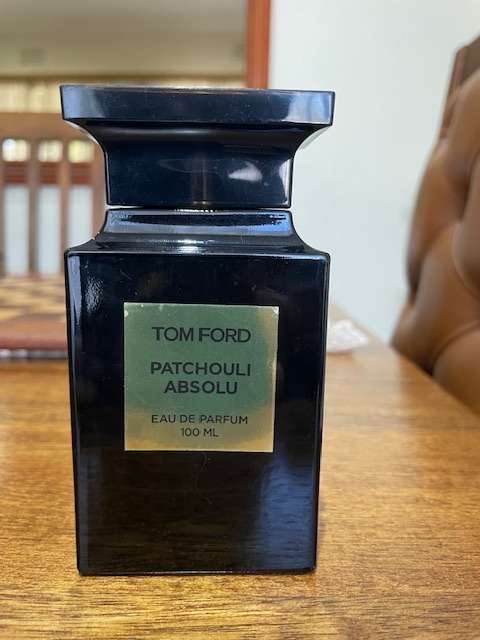 TOM FORD
PATCHOULI
ABSOLU
EAU DE PARFUM
100 ML